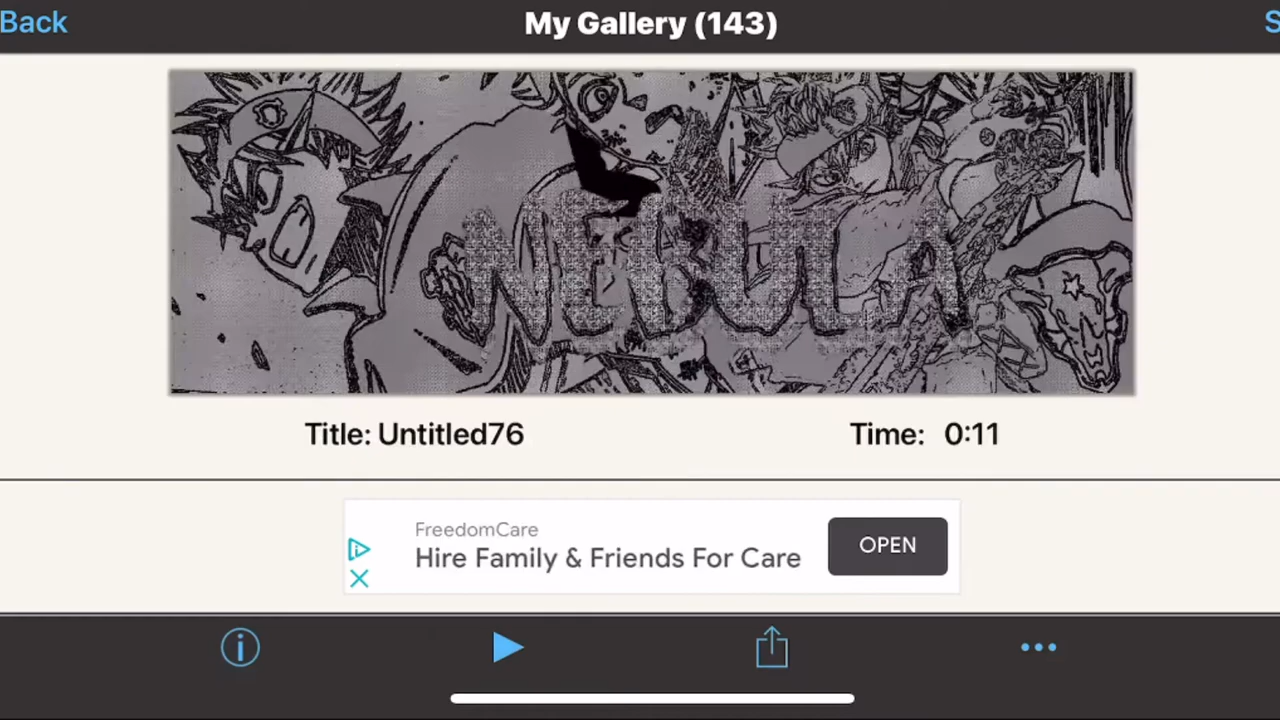 Back
My Gallery (143)
S
NEBULA
Title: Untitled76
Time: 0:11
FreedomCare
Hire Family & Friends For Care
OPEN